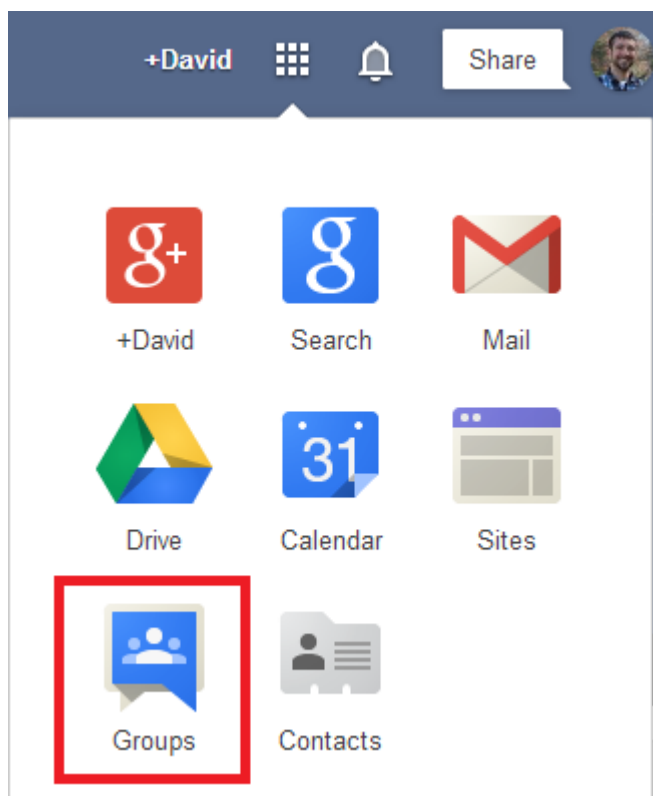 +David Share
g+ g
+David Search Mail
31
Drive Calendar Sites
Groups Contacts